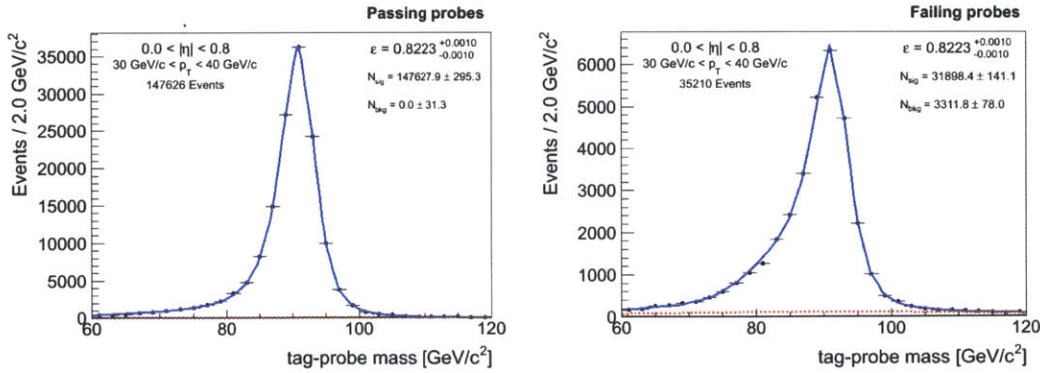 Passing probes
0.0 < |η| < 0.8
30 GeV/c < p_T < 40 GeV/c
147626 Events
ε = 0.8223 +0.0010 -0.0010
N_sig = 147627.9 ± 295.3
N_bkg = 0.0 ± 31.3
Events / 2.0 GeV/c²
35000
30000
25000
20000
15000
10000
5000
0
60 80 100 120
tag-probe mass [GeV/c²]
Failing probes
0.0 < |η| < 0.8
30 GeV/c < p_T < 40 GeV/c
35210 Events
ε = 0.8223 +0.0010 -0.0010
N_sig = 31898.4 ± 141.1
N_bkg = 3311.8 ± 78.0
Events / 2.0 GeV/c²
6000
5000
4000
3000
2000
1000
0
60 80 100 120
tag-probe mass [GeV/c²]